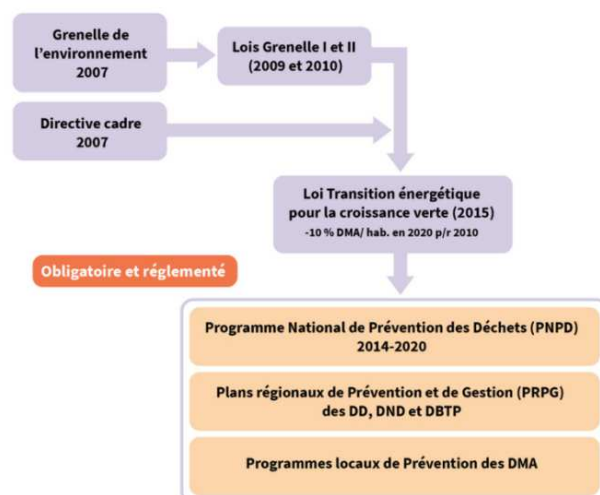 Grenelle de
l'environnement
2007
Lois Grenelle I et II
(2009 et 2010)
Directive cadre
2007
Loi Transition énergétique
pour la croissance verte (2015)
-10 % DMA/ hab. en 2020 p/r 2010
Obligatoire et réglementé
Programme National de Prévention des Déchets (PNPD)
2014-2020
Plans régionaux de Prévention et de Gestion (PRPG)
des DD, DND et DBTP
Programmes locaux de Prévention des DMA